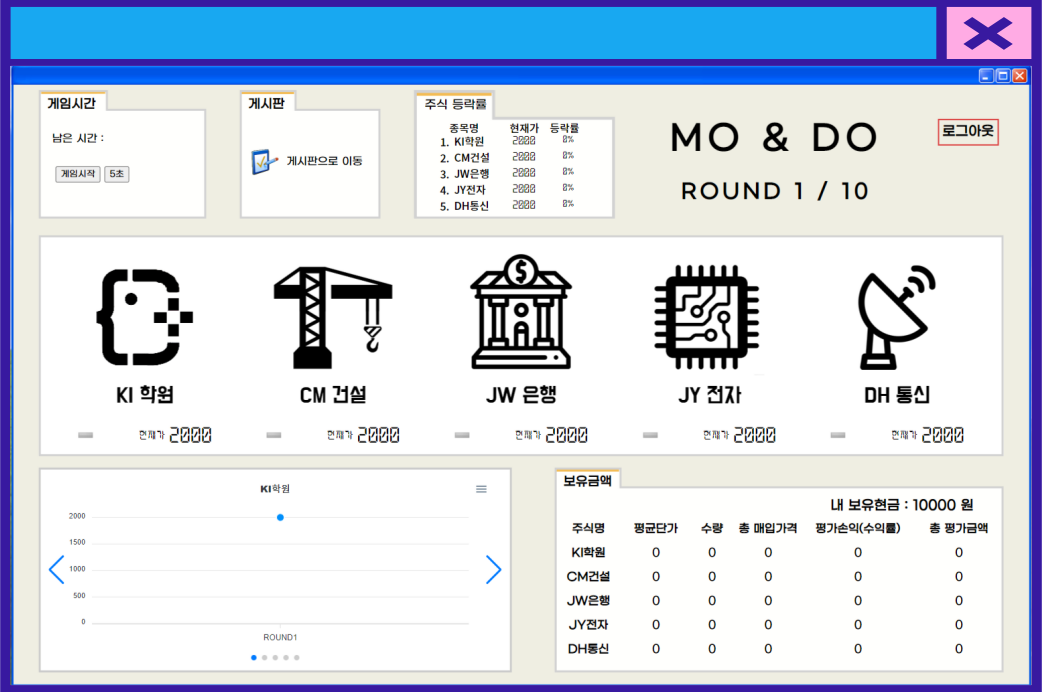 게임시간
남은 시간 :
게임시작 5초
게시판
게시판으로 이동
주식 등락률
종목명 현재가 등락률
1. KI학원 2000 0%
2. CM건설 2000 0%
3. JW은행 2000 0%
4. JY전자 2000 0%
5. DH통신 2000 0%
MO & DO
ROUND 1 / 10
로그아웃
KI 학원 CM 건설 JW 은행 JY 전자 DH 통신
현재가 2000 현재가 2000 현재가 2000 현재가 2000 현재가 2000
KI학원
2000
1500
1000
500
0
ROUND1
보유금액
내 보유현금 : 10000 원
주식명 평균단가 수량 총 매입가격 평가손익(수익률) 총 평가금액
KI학원 0 0 0 0 0
CM건설 0 0 0 0 0
JW은행 0 0 0 0 0
JY전자 0 0 0 0 0
DH통신 0 0 0 0 0